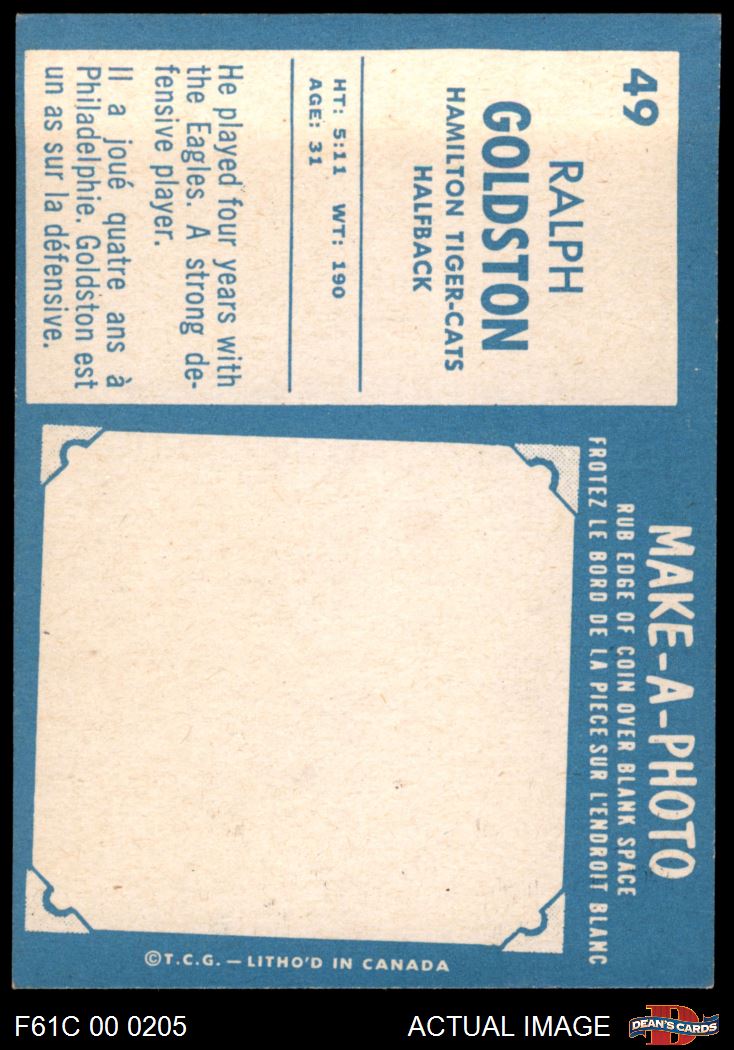 49
RALPH
GOLDSTON
HAMILTON TIGER-CATS
HALFBACK
HT: 5:11 WT: 190
AGE: 31
He played four years with
the Eagles. A strong de-
fensive player.
Il a joué quatre ans à
Philadelphie. Goldston est
un as sur la défensive.
MAKE-A-PHOTO
RUB EDGE OF COIN OVER BLANK SPACE
FROTEZ LE BORD DE LA PIECE SUR L'ENDROIT BLANC
©T.C.G. — LITHO'D IN CANADA
F61C 00 0205
ACTUAL IMAGE
D
DEAN'S CARDS